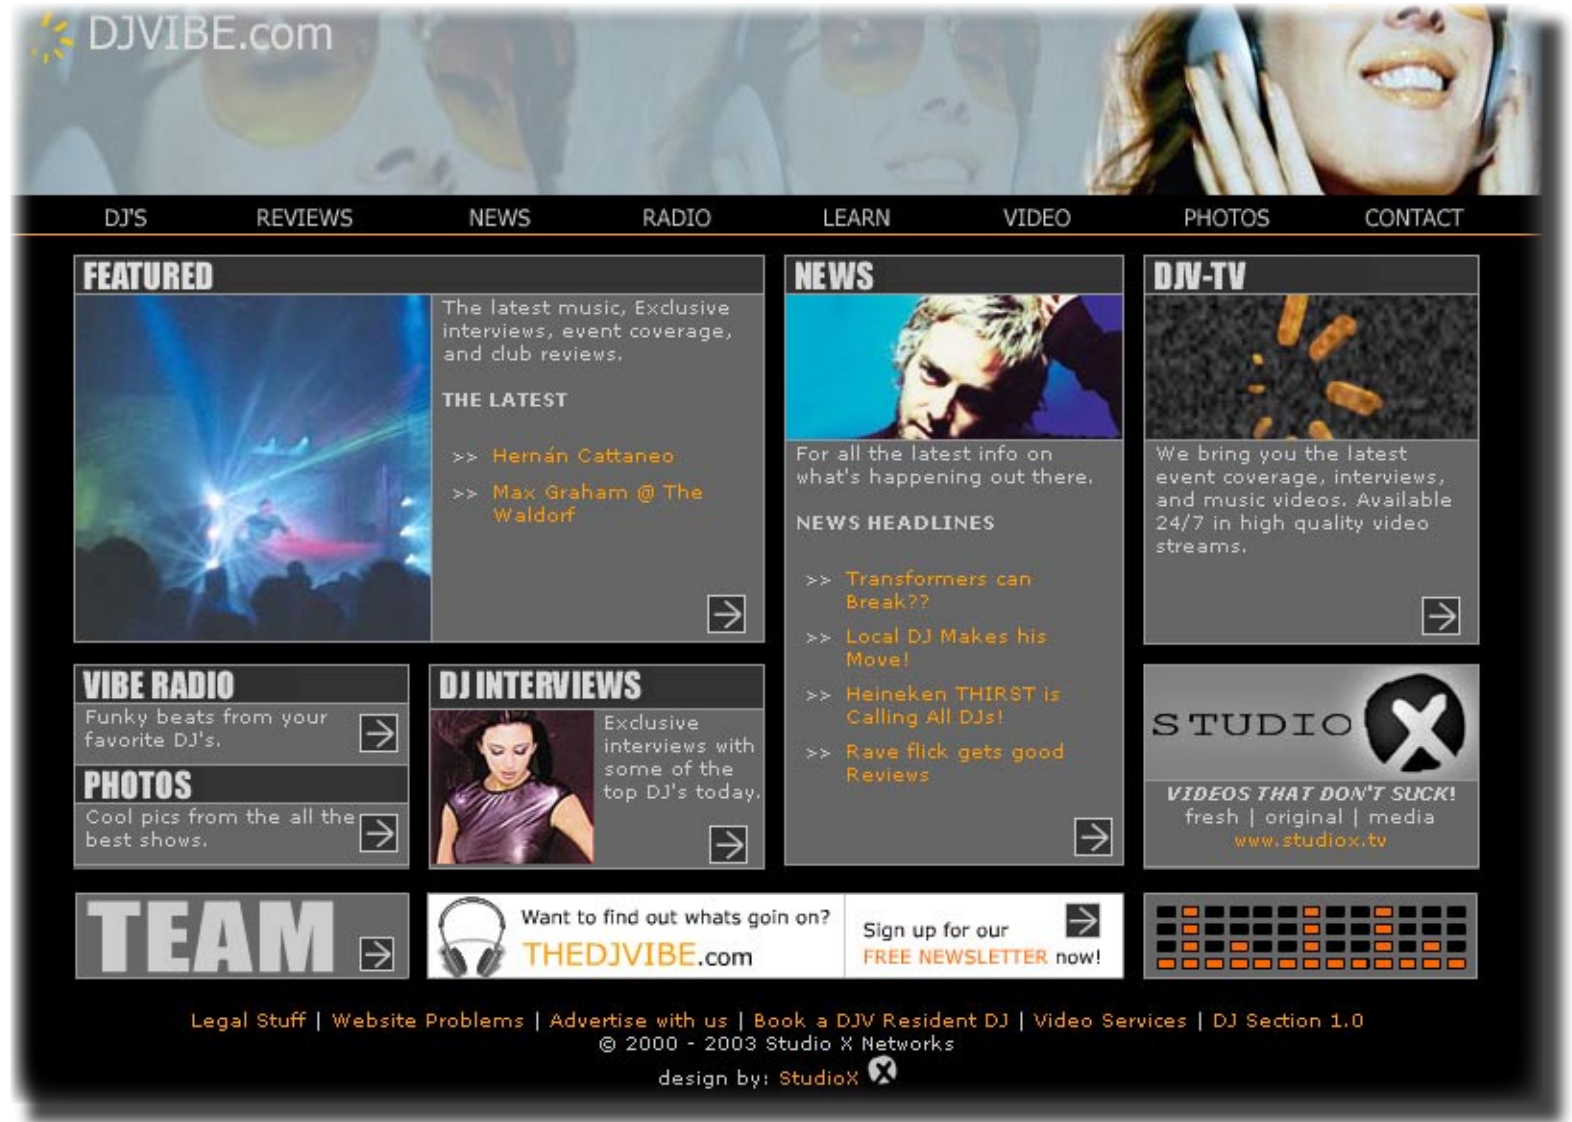 DJVIBE.com
DJ'S REVIEWS NEWS RADIO LEARN VIDEO PHOTOS CONTACT
FEATURED
The latest music, Exclusive
interviews, event coverage,
and club reviews.
THE LATEST
>> Hernán Cattaneo
>> Max Graham @ The
Waldorf
NEWS
For all the latest info on
what's happening out there.
NEWS HEADLINES
>> Transformers can
Break??
>> Local DJ Makes his
Move!
>> Heineken THIRST is
Calling All DJs!
>> Rave flick gets good
Reviews
DJV-TV
We bring you the latest
event coverage, interviews,
and music videos. Available
24/7 in high quality video
streams.
VIBE RADIO
Funky beats from your
favorite DJ's.
PHOTOS
Cool pics from the all the
best shows.
DJ INTERVIEWS
Exclusive
interviews with
some of the
top DJ's today.
STUDIO X
VIDEOS THAT DON'T SUCK!
fresh | original | media
www.studiox.tv
TEAM
Want to find out whats goin on?
THEDJVIBE.com
Sign up for our
FREE NEWSLETTER now!
Legal Stuff | Website Problems | Advertise with us | Book a DJV Resident DJ | Video Services | DJ Section 1.0
© 2000 - 2003 Studio X Networks
design by: StudioX X